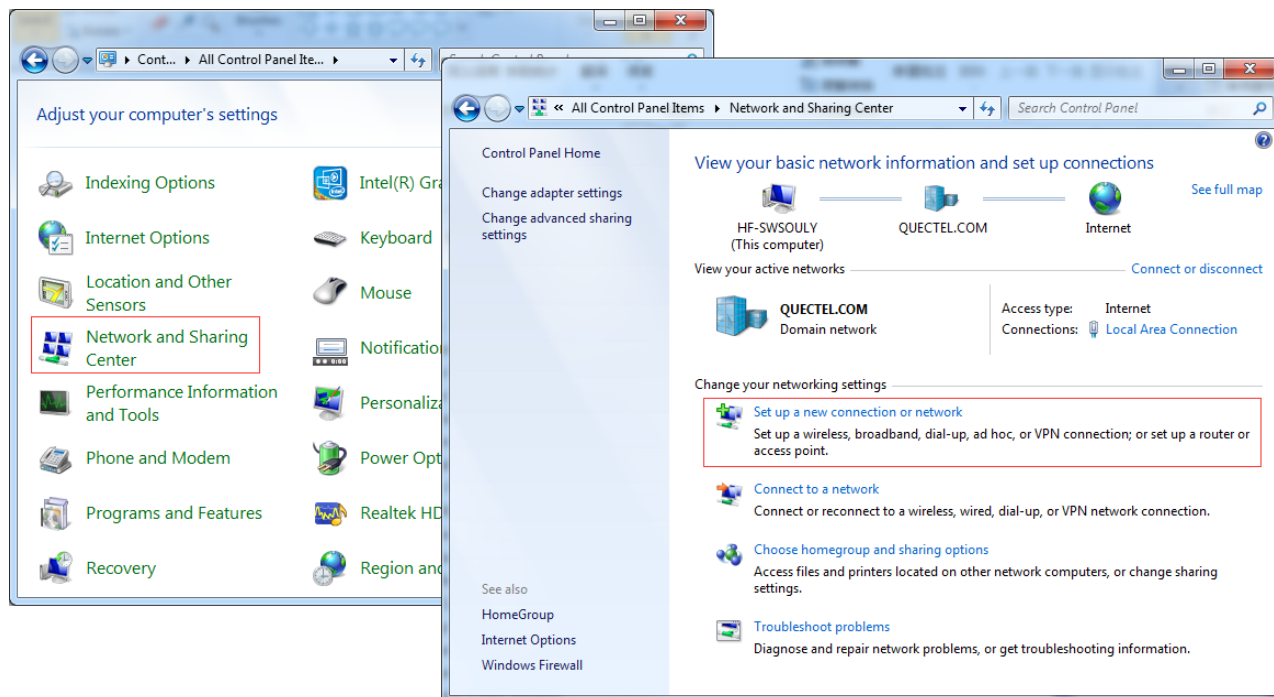 Cont... All Control Panel Ite...
Adjust your computer's settings
Indexing Options
Intel(R)
Internet Options
Keyboard
Location and Other
Sensors
Mouse
Network and Sharing
Center
Performance Information
and Tools
Phone and Modem
Power
Programs and Features
Realtek
Recovery
Region
« All Control Panel Items Network and Sharing Center
Search Control Panel
Control Panel Home
Change adapter settings
Change advanced sharing
settings
See also
HomeGroup
Internet Options
Windows Firewall
View your basic network information and set up connections
See full map
HF-SWSOULY
(This computer)
QUECTEL.COM
Internet
View your active networks
Connect or disconnect
QUECTEL.COM
Domain network
Access type: Internet
Connections: Local Area Connection
Change your networking settings
Set up a new connection or network
Set up a wireless, broadband, dial-up, ad hoc, or VPN connection; or set up a router or
access point.
Connect to a network
Connect or reconnect to a wireless, wired, dial-up, or VPN network connection.
Choose homegroup and sharing options
Access files and printers located on other network computers, or change sharing
settings.
Troubleshoot problems
Diagnose and repair network problems, or get troubleshooting information.